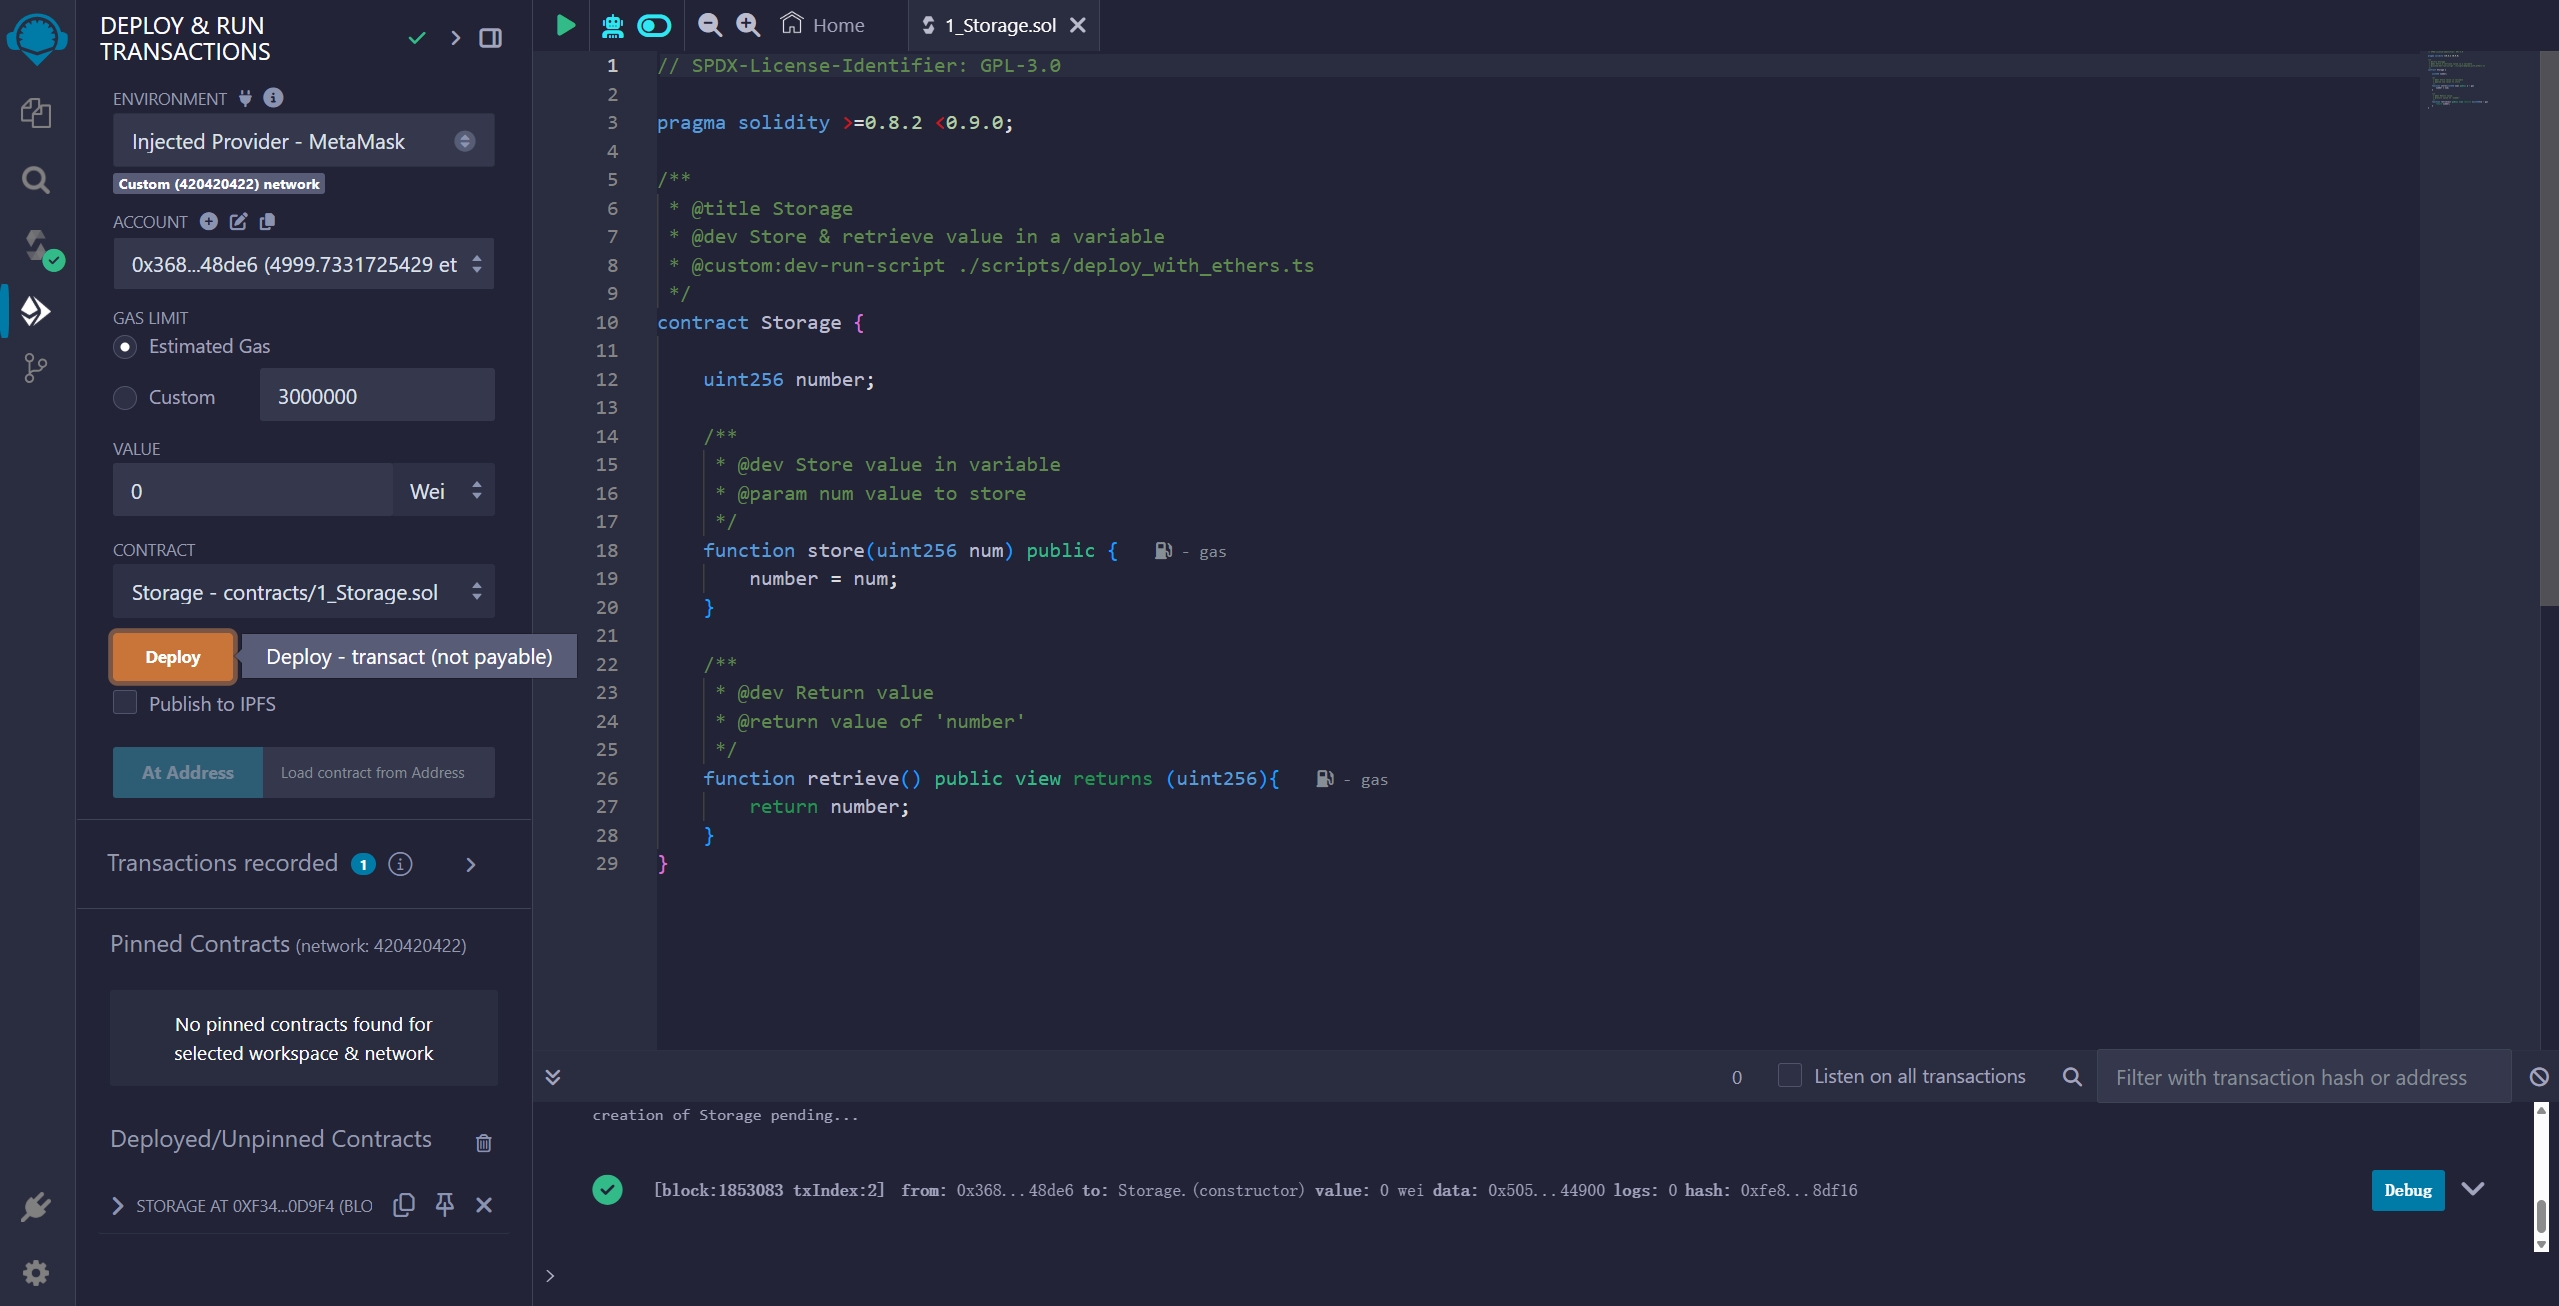 DEPLOY & RUN
TRANSACTIONS
ENVIRONMENT
Injected Provider - MetaMask
Custom (420420422) network
ACCOUNT
0x368...48de6 (4999.7331725429 et
GAS LIMIT
Estimated Gas
Custom
3000000
VALUE
0
Wei
CONTRACT
Storage - contracts/1_Storage.sol
Deploy
Deploy - transact (not payable)
Publish to IPFS
At Address
Load contract from Address
Transactions recorded 1
Pinned Contracts (network: 420420422)
No pinned contracts found for
selected workspace & network
Deployed/Unpinned Contracts
STORAGE AT 0XF34...0D9F4 (BLO
Home
1_Storage.sol
1 // SPDX-License-Identifier: GPL-3.0
2
3 pragma solidity >=0.8.2 <0.9.0;
4
5 /**
6 * @title Storage
7 * @dev Store & retrieve value in a variable
8 * @custom:dev-run-script ./scripts/deploy_with_ethers.ts
9 */
10 contract Storage {
11
12 uint256 number;
13
14 /**
15 * @dev Store value in variable
16 * @param num value to store
17 */
18 function store(uint256 num) public { - gas
19 number = num;
20 }
21
22 /**
23 * @dev Return value
24 * @return value of 'number'
25 */
26 function retrieve() public view returns (uint256){ - gas
27 return number;
28 }
29 }
0
Listen on all transactions
Filter with transaction hash or address
creation of Storage pending...
[block:1853083 txIndex:2] from: 0x368...48de6 to: Storage.(constructor) value: 0 wei data: 0x505...44900 logs: 0 hash: 0xfe8...8df16
Debug
>